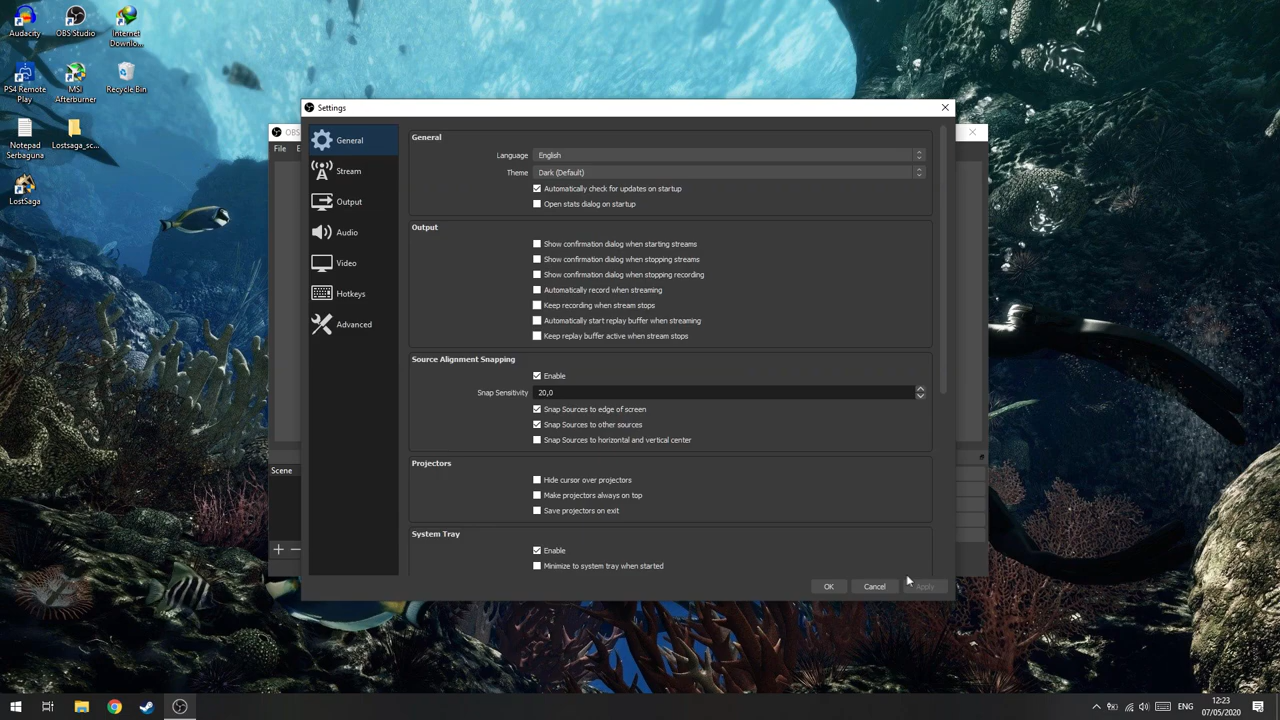 Audacity
OBS Studio
Internet
Downlo...
PS4 Remote
Play
MSI
Afterburner
Recycle Bin
Notepad
Serbaguna
Lostsaga_sc...
LostSaga
OBS
File
E
Scene
Settings
General
Stream
Output
Audio
Video
Hotkeys
Advanced
General
Language English
Theme Dark (Default)
Automatically check for updates on startup
Open stats dialog on startup
Output
Show confirmation dialog when starting streams
Show confirmation dialog when stopping streams
Show confirmation dialog when stopping recording
Automatically record when streaming
Keep recording when stream stops
Automatically start replay buffer when streaming
Keep replay buffer active when stream stops
Source Alignment Snapping
Enable
Snap Sensitivity 20,0
Snap Sources to edge of screen
Snap Sources to other sources
Snap Sources to horizontal and vertical center
Projectors
Hide cursor over projectors
Make projectors always on top
Save projectors on exit
System Tray
Enable
Minimize to system tray when started
OK Cancel Apply
ENG
12:23
07/05/2020